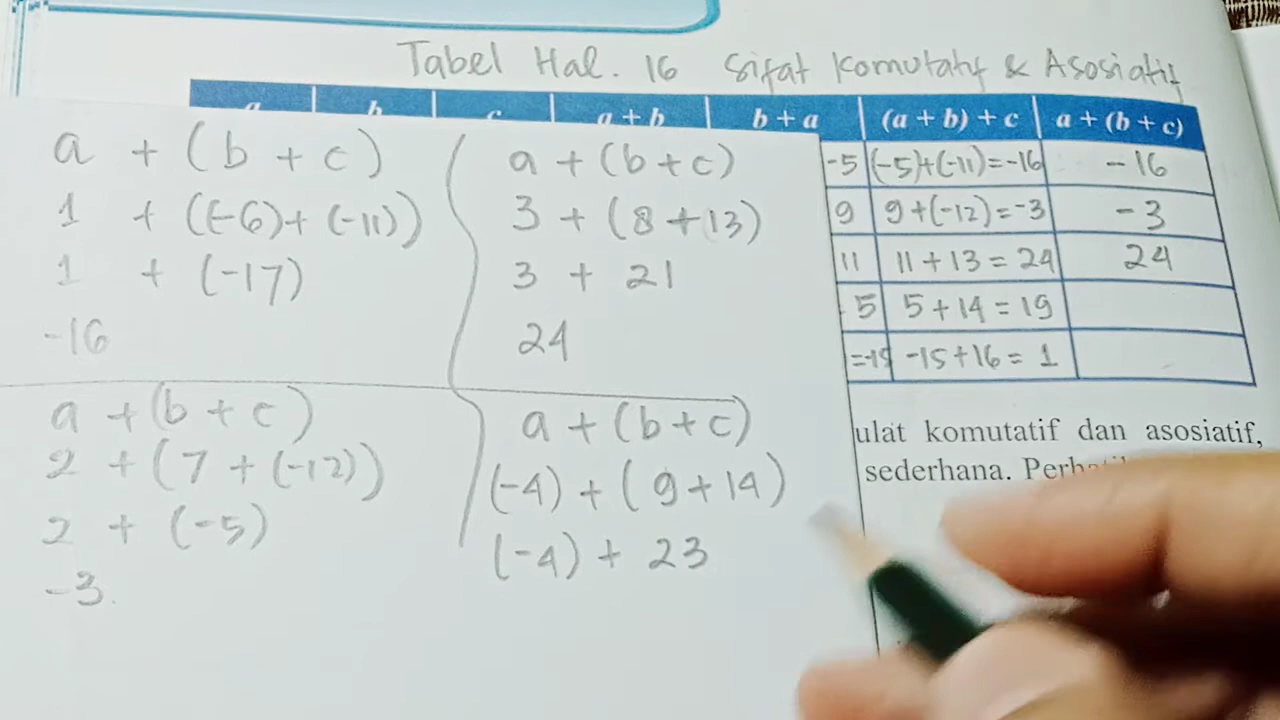 Tabel Hal. 16 Sifat Komutatif & Asosiatif
a + b b + a (a + b) + c a + (b + c)
-5 (-5)+(-11)=-16 -16
9 9+(-12)=-3 -3
11 11+13=24 24
5 5+14=19
=-15 -15+16=1
a + (b + c)
1 + ((-6)+(-11))
1 + (-17)
-16
a + (b+c)
3 + (8+13)
3 + 21
24
a + (b + c)
2 + (7 + (-12))
2 + (-5)
-3
a + (b+c)
(-4) + (9+14)
(-4) + 23
ulat komutatif dan asosiatif,
sederhana.